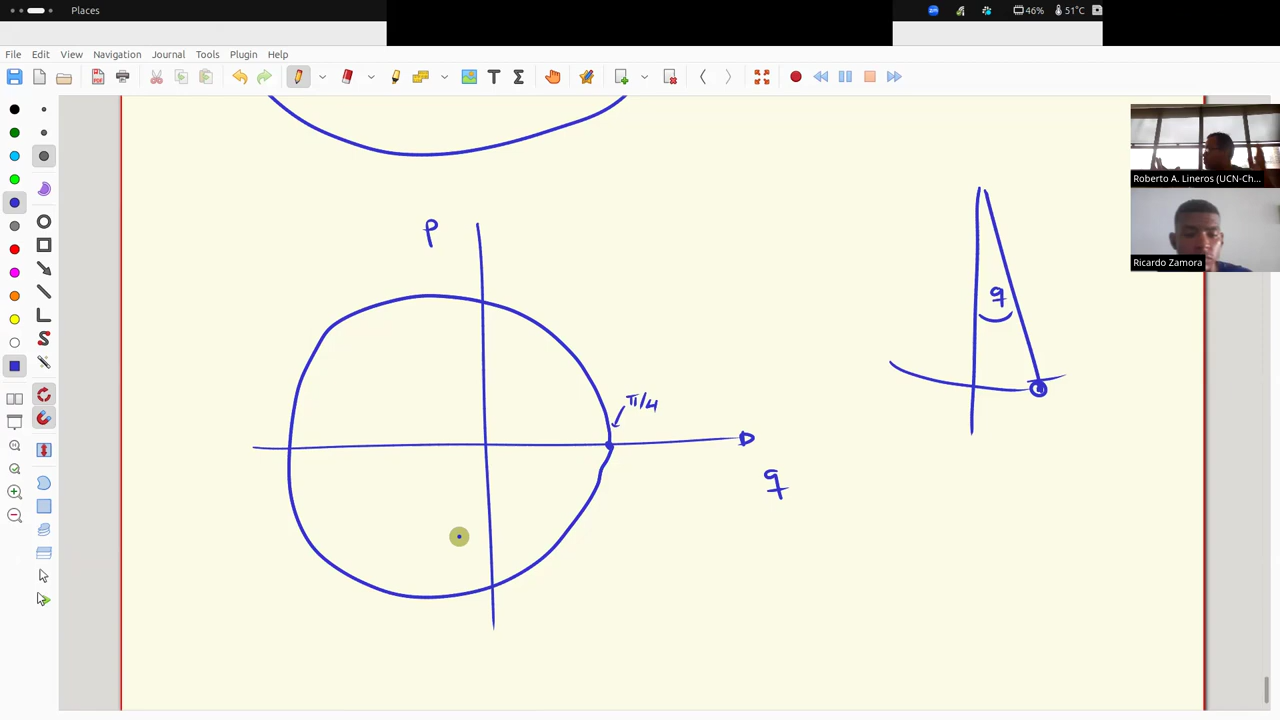 Places
46%
51°C
File Edit View Navigation Journal Tools Plugin Help
Roberto A. Lineros (UCN-Ch...
Ricardo Zamora
p
q
π/4
q